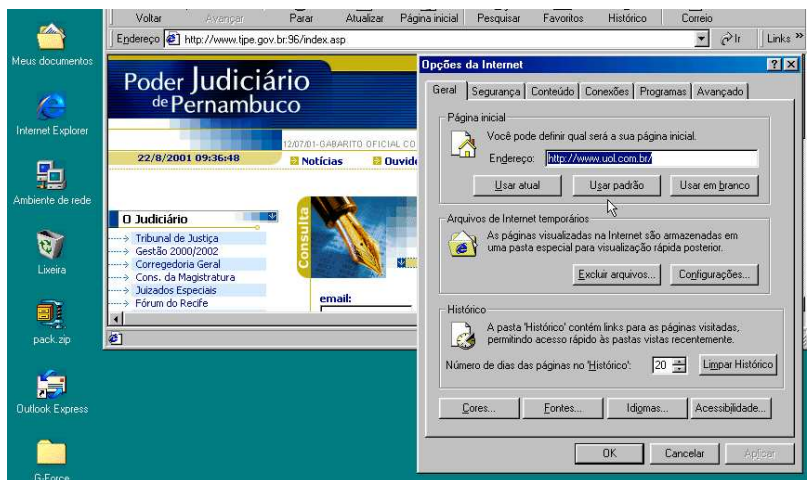 Meus documentos
Internet Explorer
Ambiente de rede
Lixeira
pack.zip
Outlook Express
G-Force
Voltar Avançar Parar Atualizar Página inicial Pesquisar Favoritos Histórico Correio
Endereço http://www.tjpe.gov.br:96/index.asp Ir Links »
Poder Judiciário
de Pernambuco
12/07/01-GABARITO OFICIAL CO
22/8/2001 09:36:48 Notícias Ouvid
O Judiciário
Tribunal de Justiça
Gestão 2000/2002
Corregedoria Geral
Cons. da Magistratura
Juizados Especiais
Fórum do Recife
Consulta
email:
Opções da Internet
Geral Segurança Conteúdo Conexões Programas Avançado
Página inicial
Você pode definir qual será a sua página inicial.
Endereço: http://www.uol.com.br/
Usar atual Usar padrão Usar em branco
Arquivos de Internet temporários
As páginas visualizadas na Internet são armazenadas em
uma pasta especial para visualização rápida posterior.
Excluir arquivos... Configurações...
Histórico
A pasta 'Histórico' contém links para as páginas visitadas,
permitindo acesso rápido às pastas vistas recentemente.
Número de dias das páginas no 'Histórico': 20 Limpar Histórico
Cores... Fontes... Idiomas... Acessibilidade...
OK Cancelar Aplicar